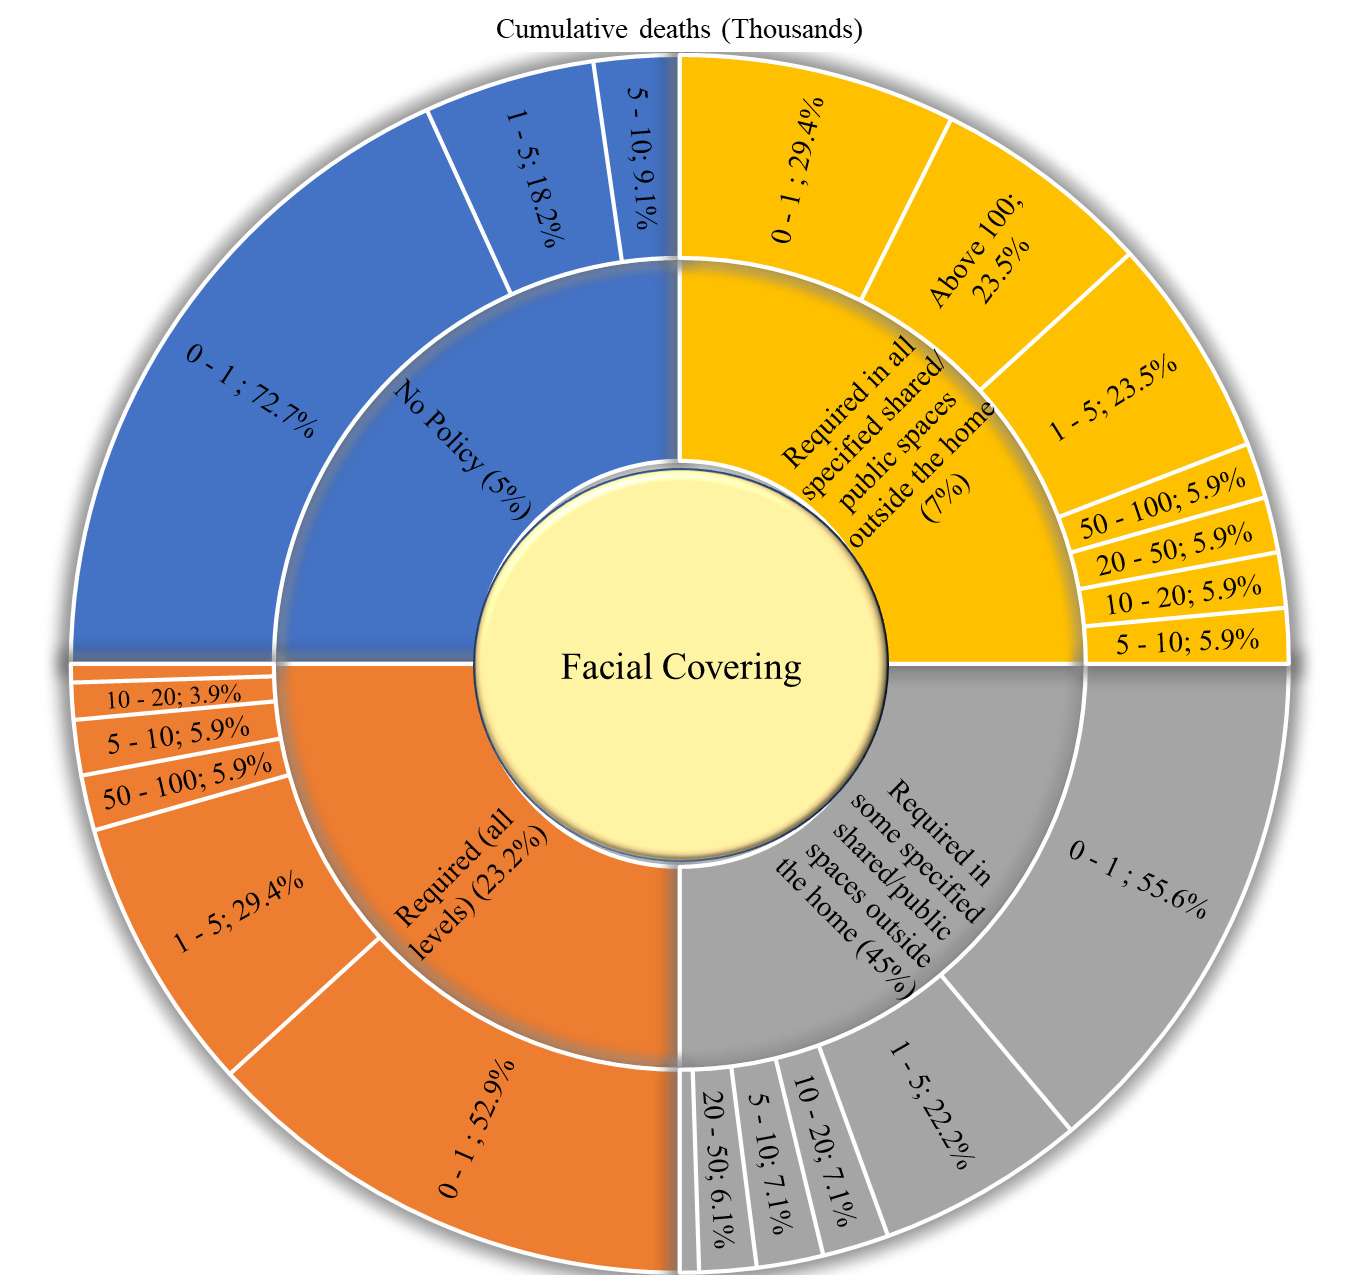 Cumulative deaths (Thousands)
5 - 10; 9.1%
1 - 5; 18.2%
0 - 1 ; 72.7%
No Policy (5%)
0 - 1 ; 29.4%
Above 100;
23.5%
1 - 5; 23.5%
50 - 100; 5.9%
20 - 50; 5.9%
10 - 20; 5.9%
5 - 10; 5.9%
Required in all
specified shared/
public spaces
outside the home
(7%)
Facial Covering
10 - 20; 3.9%
5 - 10; 5.9%
50 - 100; 5.9%
1 - 5; 29.4%
0 - 1 ; 52.9%
Required (all
levels) (23.2%)
Required in
some specified
shared/public
spaces outside
the home (45%)
0 - 1 ; 55.6%
1 - 5; 22.2%
10 - 20; 7.1%
5 - 10; 7.1%
20 - 50; 6.1%